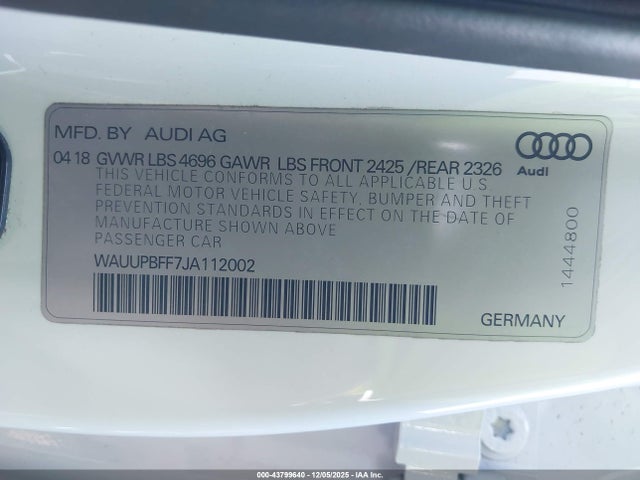 MFD. BY AUDI AG
04 18 GVWR LBS 4696 GAWR LBS FRONT 2425 /REAR 2326
THIS VEHICLE CONFORMS TO ALL APPLICABLE U.S.
FEDERAL MOTOR VEHICLE SAFETY, BUMPER AND THEFT
PREVENTION STANDARDS IN EFFECT ON THE DATE OF
MANUFACTURE SHOWN ABOVE
PASSENGER CAR
WAUUPBFF7JA112002
Audi
1444800
GERMANY
000-43799640 - 12/05/2025 - IAA Inc.